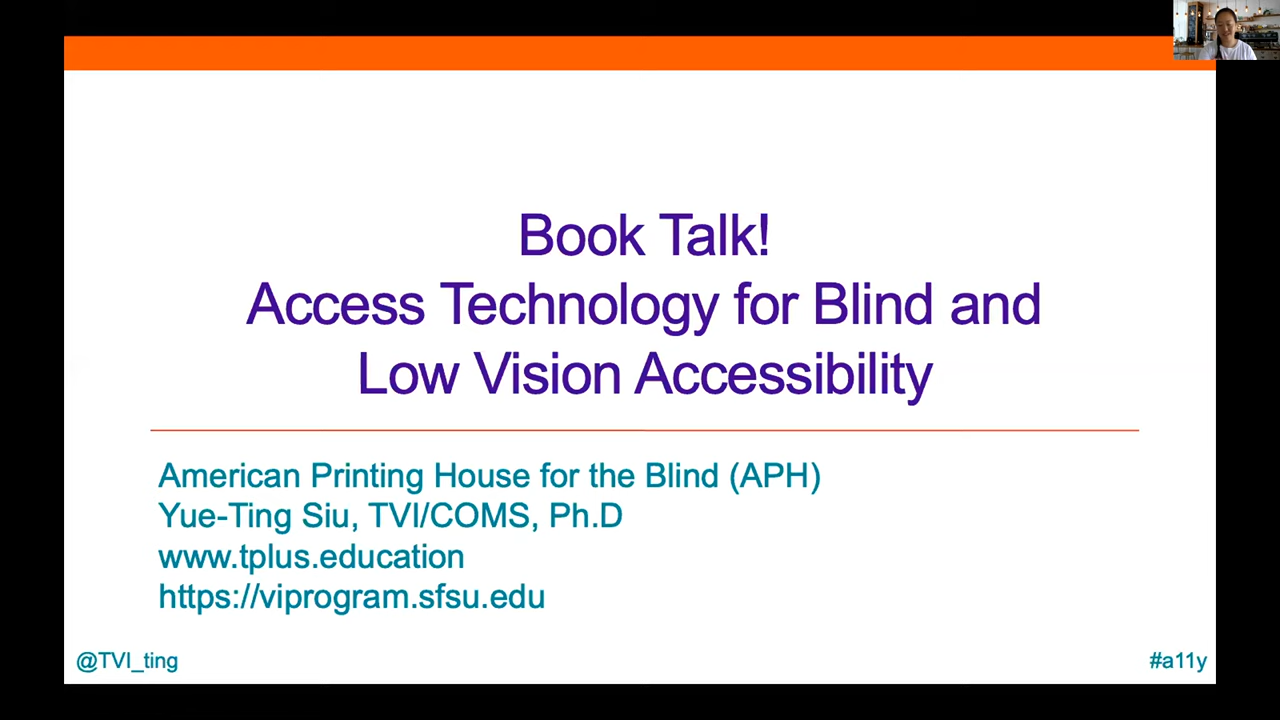 Book Talk!
Access Technology for Blind and
Low Vision Accessibility
American Printing House for the Blind (APH)
Yue-Ting Siu, TVI/COMS, Ph.D
www.tplus.education
https://viprogram.sfsu.edu
@TVI_ting
#a11y